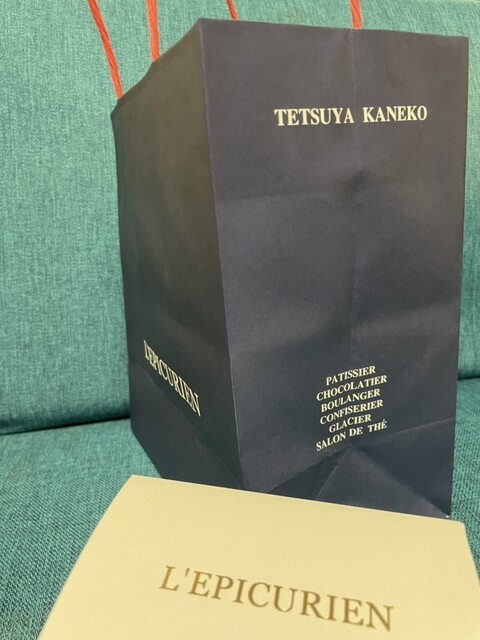 TETSUYA KANEKO
L'EPICURIEN
PATISSIER
CHOCOLATIER
BOULANGER
CONFISERIER
GLACIER
SALON DE THÉ
L'EPICURIEN